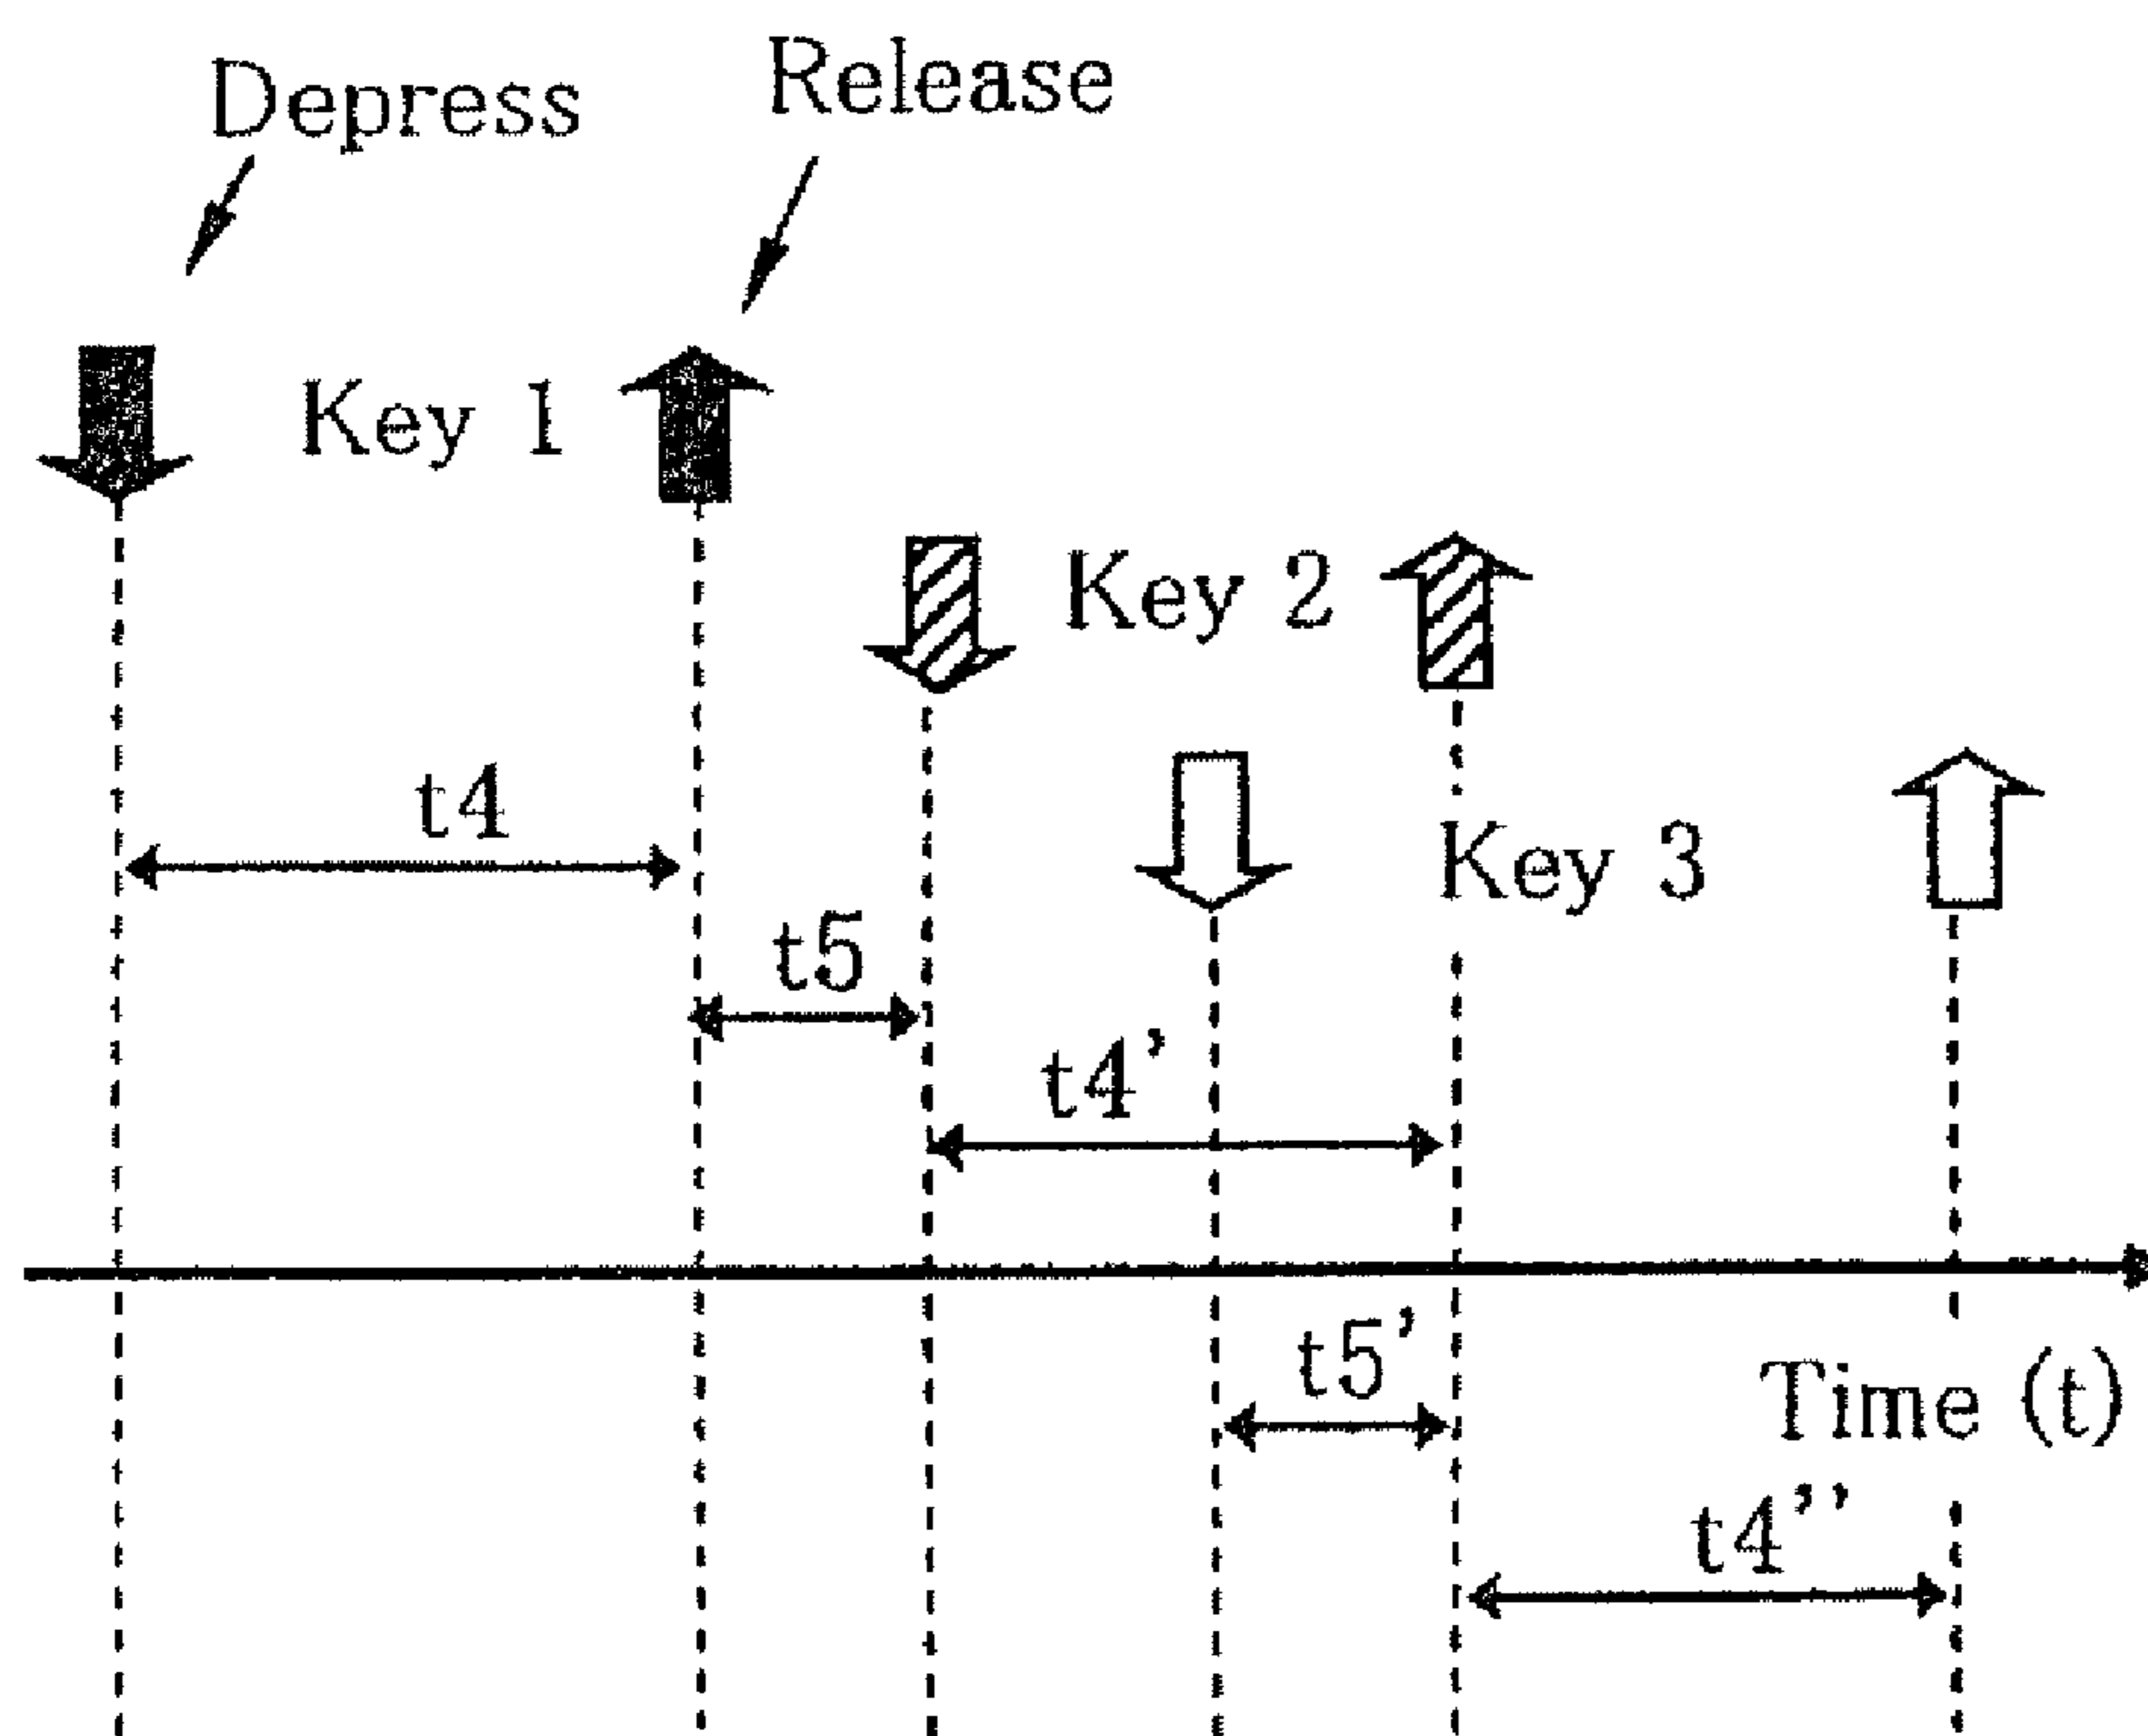 Depress
Release
Key 1
Key 2
t4
Key 3
t5
t4'
t5'
Time (t)
t4''